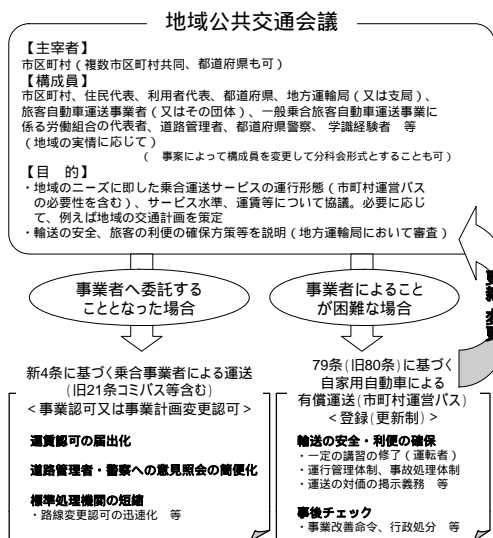 地域公共交通会議
【主宰者】
市区町村（複数市区町村共同、都道府県も可）
【構成員】
市区町村、住民代表、利用者代表、都道府県、地方運輸局（又は支局）、
旅客自動車運送事業者（又はその団体）、一般乗合旅客自動車運送事業に
係る労働組合の代表者、道路管理者、都道府県警察、 学識経験者 等
（地域の実情に応じて）
（ 事案によって構成員を変更して分科会形式とすることも可）
【目 的】
・地域のニーズに即した乗合運送サービスの運行形態（市町村運営バス
の必要性を含む）、サービス水準、運賃等について協議。必要に応じ
て、例えば地域の交通計画を策定
・輸送の安全、旅客の利便の確保方策等を説明（地方運輸局において審査）
事業者へ委託する
こととなった場合
事業者によること
が困難な場合
新4条に基づく乗合事業者による運送
（旧21条コミバス等含む）
＜事業認可又は事業計画変更認可＞
運賃認可の届出化
道路管理者・警察への意見照会の簡便化
標準処理機関の短縮
・路線変更認可の迅速化 等
79条（旧80条）に基づく
自家用自動車による
有償運送（市町村運営バス）
＜登録（更新制）＞
輸送の安全・利便の確保
・一定の講習の修了（運転者）
・運行管理体制、事故処理体制
・運送の対価の掲示義務 等
事後チェック
・事業改善命令、行政処分 等